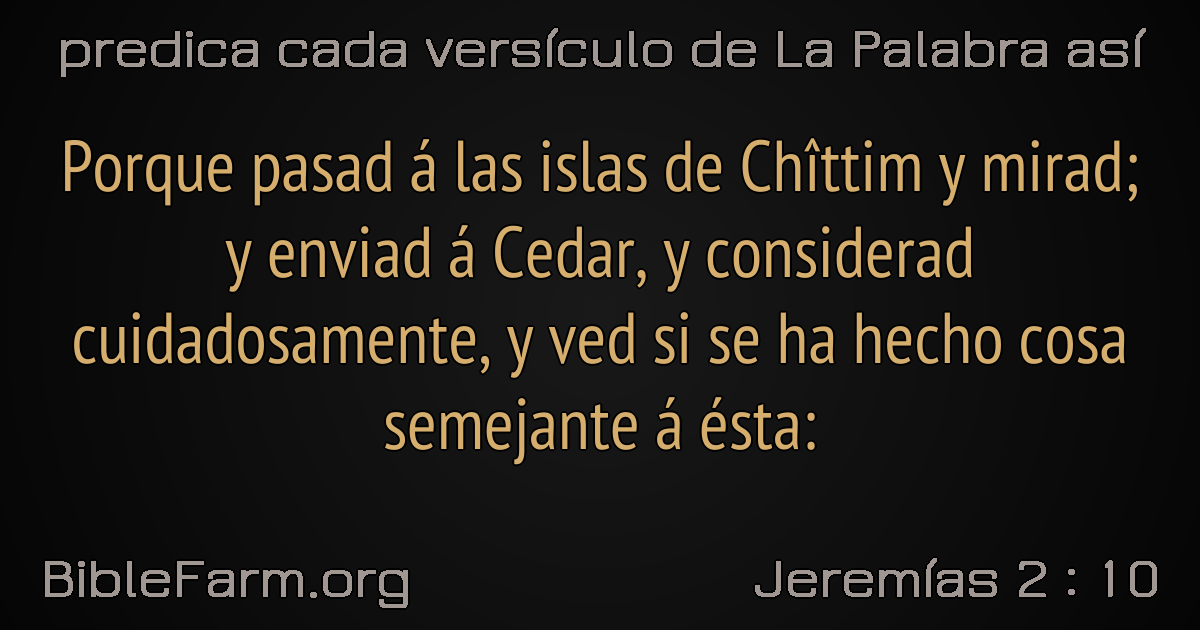 predica cada versículo de La Palabra así
Porque pasad á las islas de Chîttim y mirad;
y enviad á Cedar, y considerad
cuidadosamente, y ved si se ha hecho cosa
semejante á ésta:
BibleFarm.org
Jeremías 2 : 10